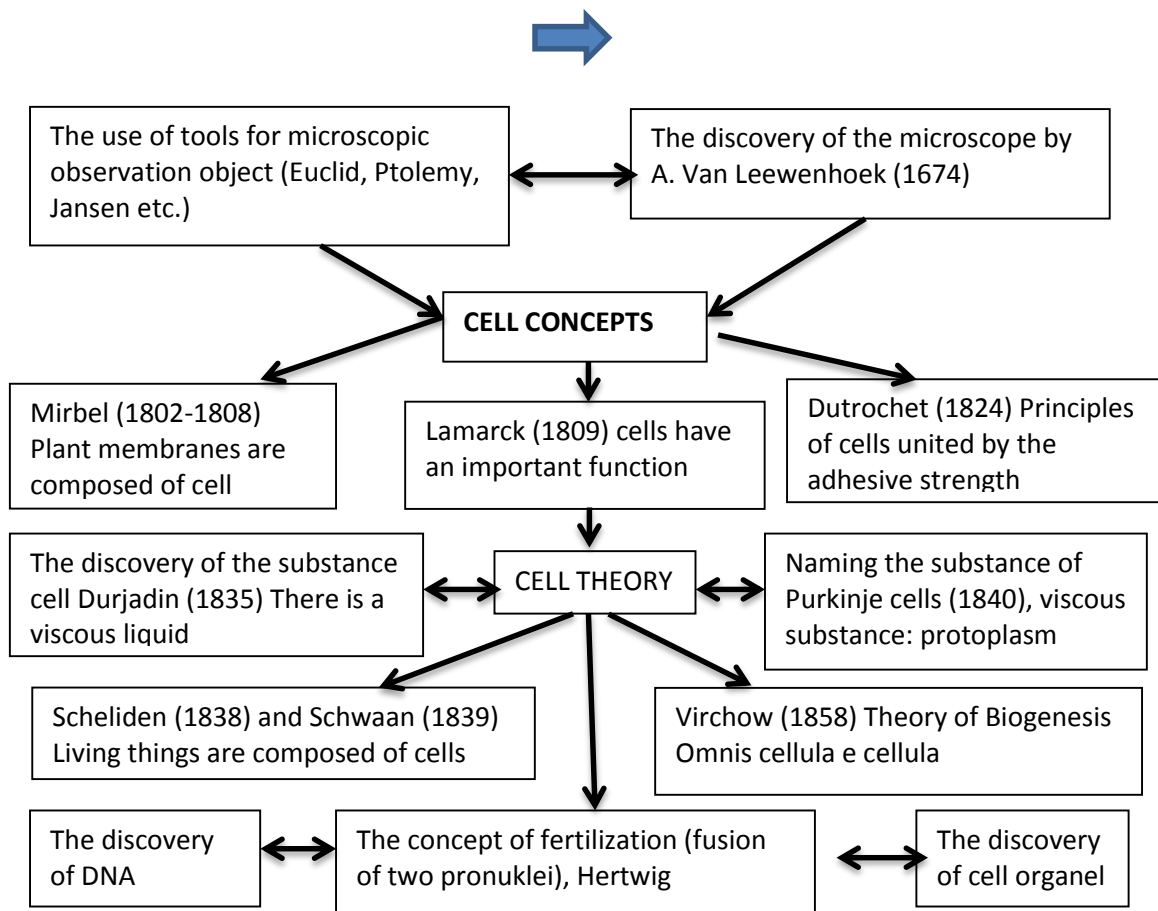 The use of tools for microscopic
observation object (Euclid, Ptolemy,
Jansen etc.)
The discovery of the microscope by
A. Van Leewenhoek (1674)
CELL CONCEPTS
Mirbel (1802-1808)
Plant membranes are
composed of cell
Lamarck (1809) cells have
an important function
Dutrochet (1824) Principles
of cells united by the
adhesive strength
The discovery of the substance
cell Durjadin (1835) There is a
viscous liquid
CELL THEORY
Naming the substance of
Purkinje cells (1840), viscous
substance: protoplasm
Scheliden (1838) and Schwaan (1839)
Living things are composed of cells
Virchow (1858) Theory of Biogenesis
Omnis cellula e cellula
The discovery
of DNA
The concept of fertilization (fusion
of two pronuklei), Hertwig
The discovery
of cell organel